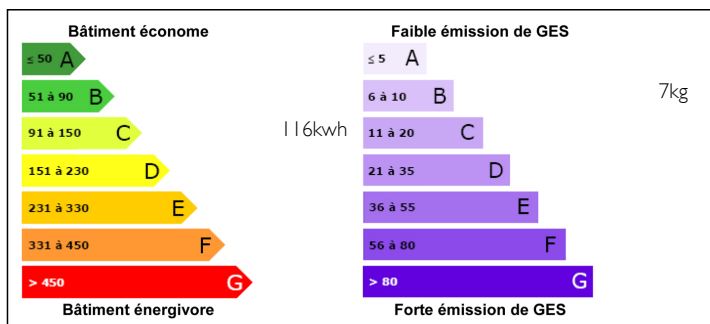 Bâtiment économe
≤ 50 A
51 à 90 B
91 à 150 C
151 à 230 D
231 à 330 E
331 à 450 F
> 450 G
Bâtiment énergivore
116kwh
Faible émission de GES
≤ 5 A
6 à 10 B
11 à 20 C
21 à 35 D
36 à 55 E
56 à 80 F
> 80 G
Forte émission de GES
7kg